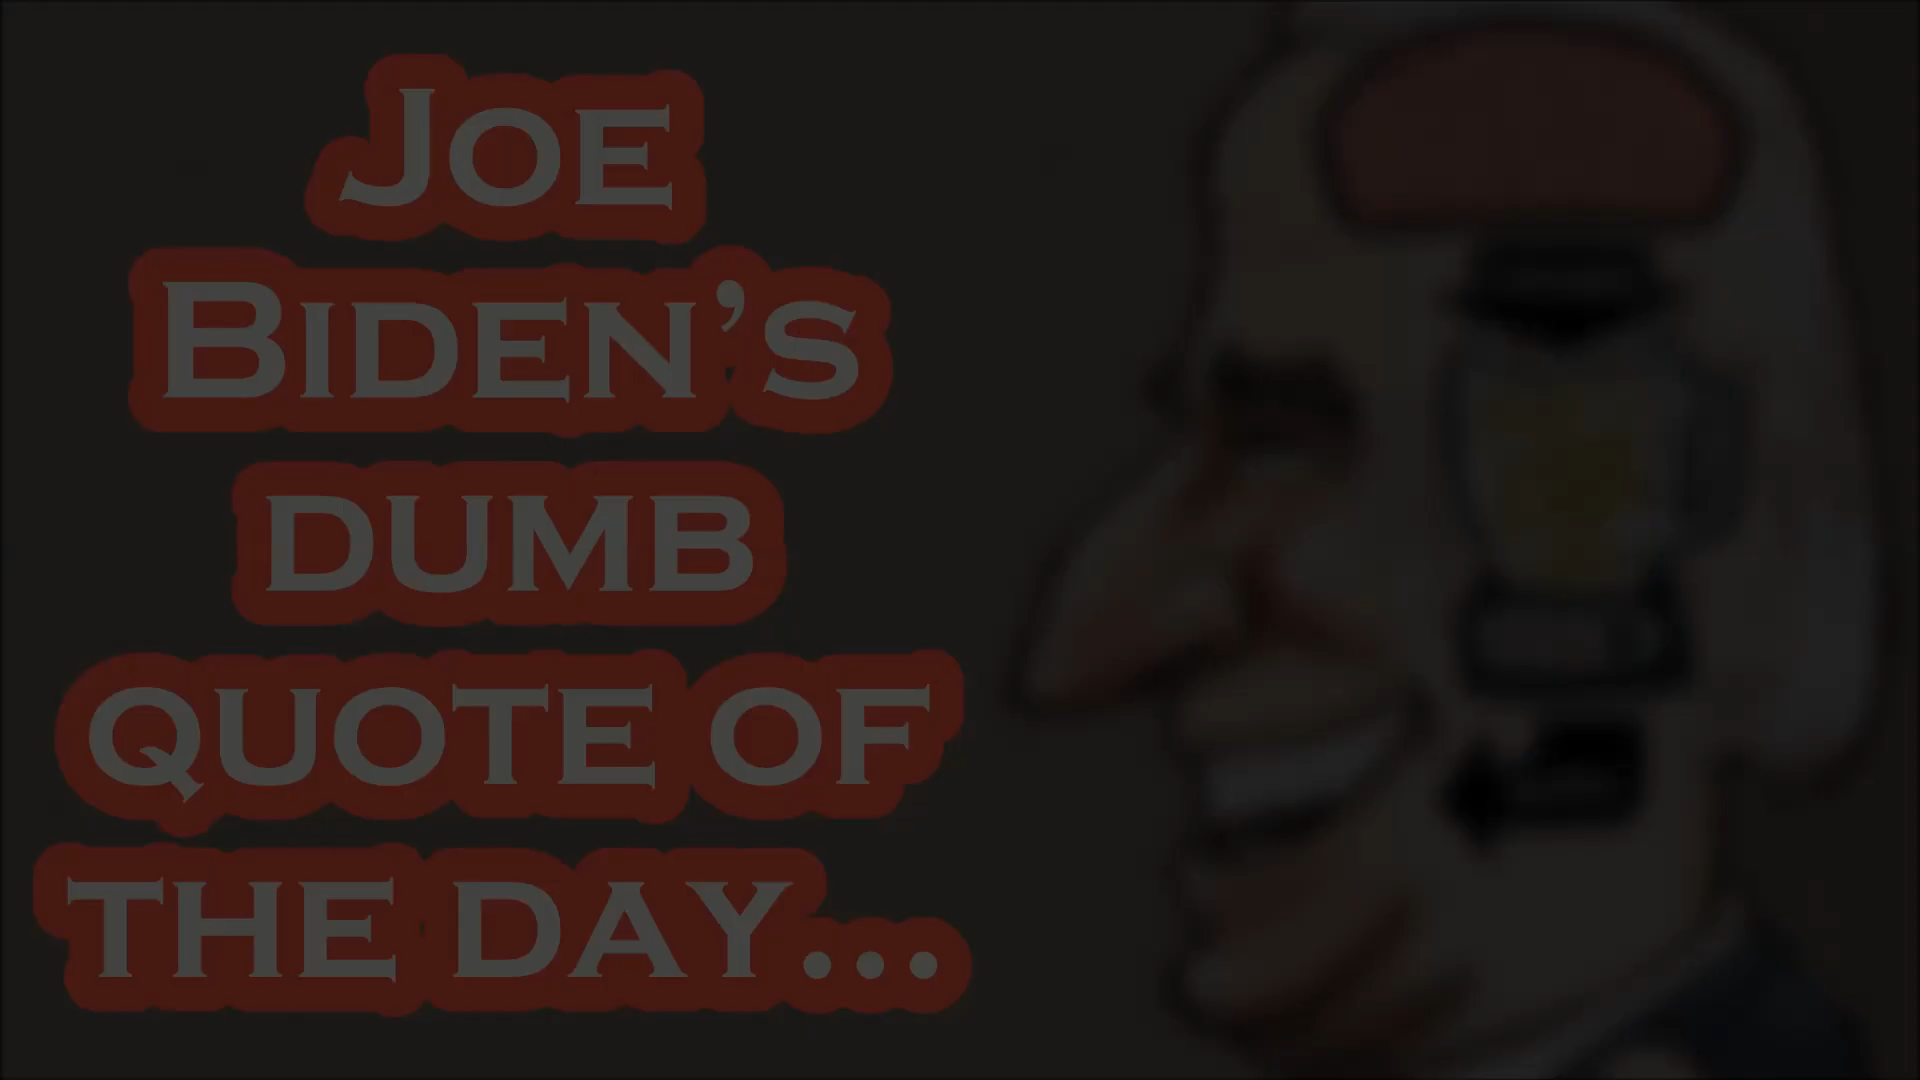 Joe
Biden's
dumb
quote of
the day...